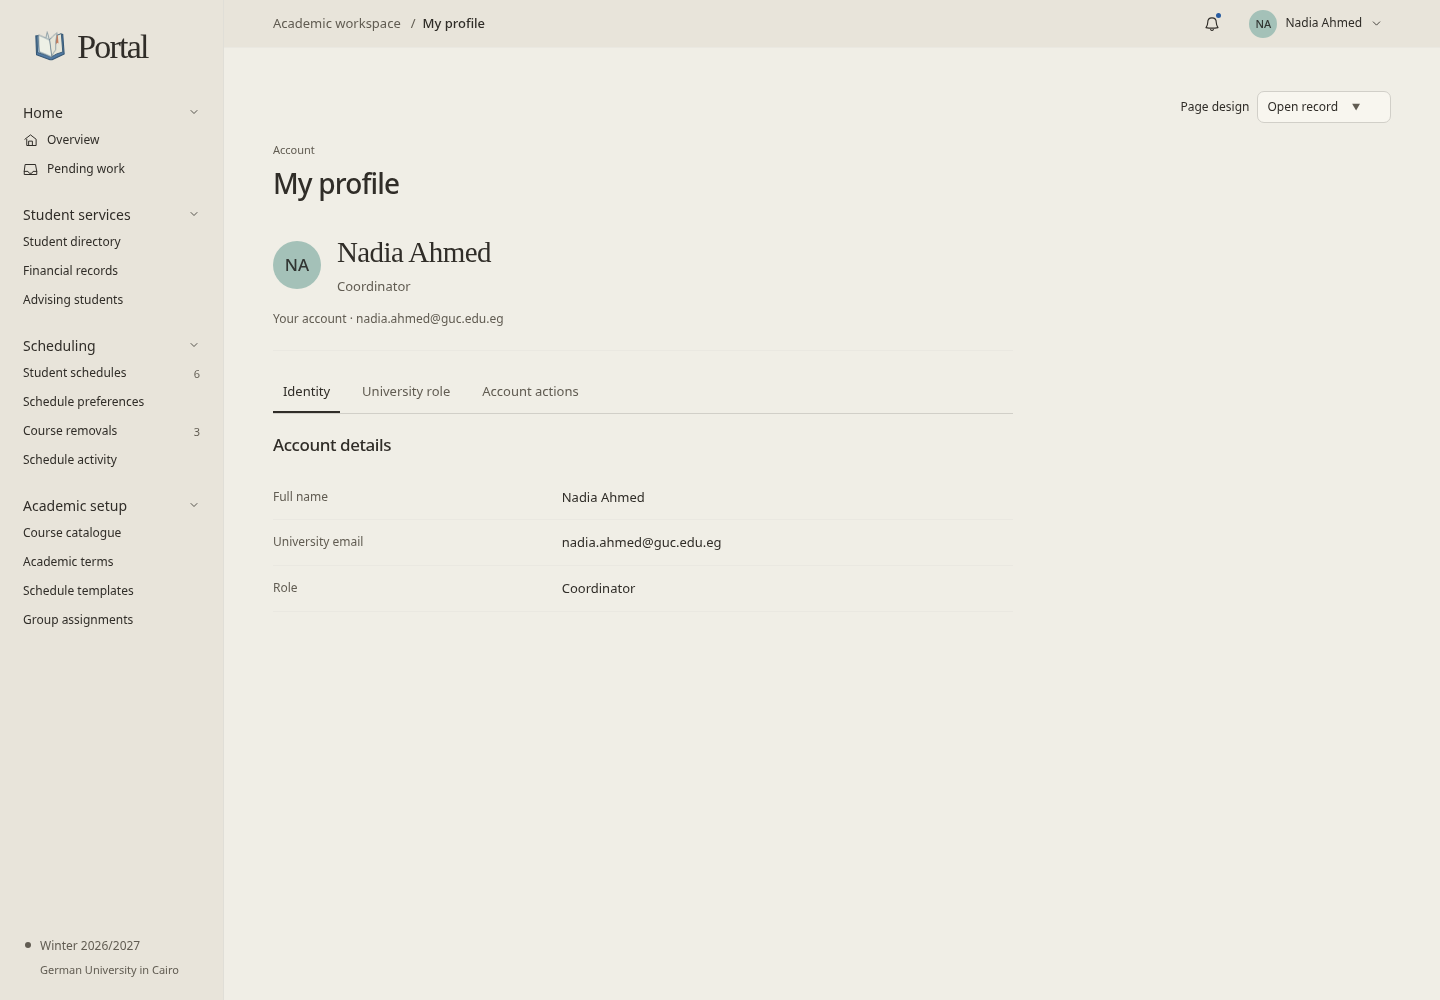 Portal
Home
Overview
Pending work
Student services
Student directory
Financial records
Advising students
Scheduling
Student schedules 6
Schedule preferences
Course removals 3
Schedule activity
Academic setup
Course catalogue
Academic terms
Schedule templates
Group assignments
Winter 2026/2027
German University in Cairo
Academic workspace / My profile
NA Nadia Ahmed
Page design Open record
Account
My profile
NA
Nadia Ahmed
Coordinator
Your account · nadia.ahmed@guc.edu.eg
Identity University role Account actions
Account details
Full name Nadia Ahmed
University email nadia.ahmed@guc.edu.eg
Role Coordinator